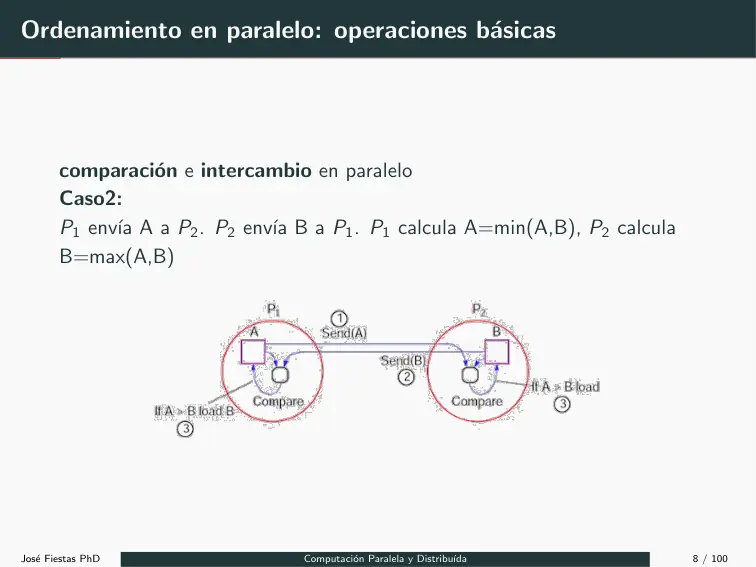 Ordenamiento en paralelo: operaciones básicas
comparación e intercambio en paralelo
Caso2:
P1 envía A a P2. P2 envía B a P1. P1 calcula A=min(A,B), P2 calcula
B=max(A,B)
P1
P2
1
A
B
Send(A)
Send(B)
2
If A > B load
Compare
Compare
3
If A > B load B
3
José Fiestas PhD
Computación Paralela y Distribuída
8 / 100